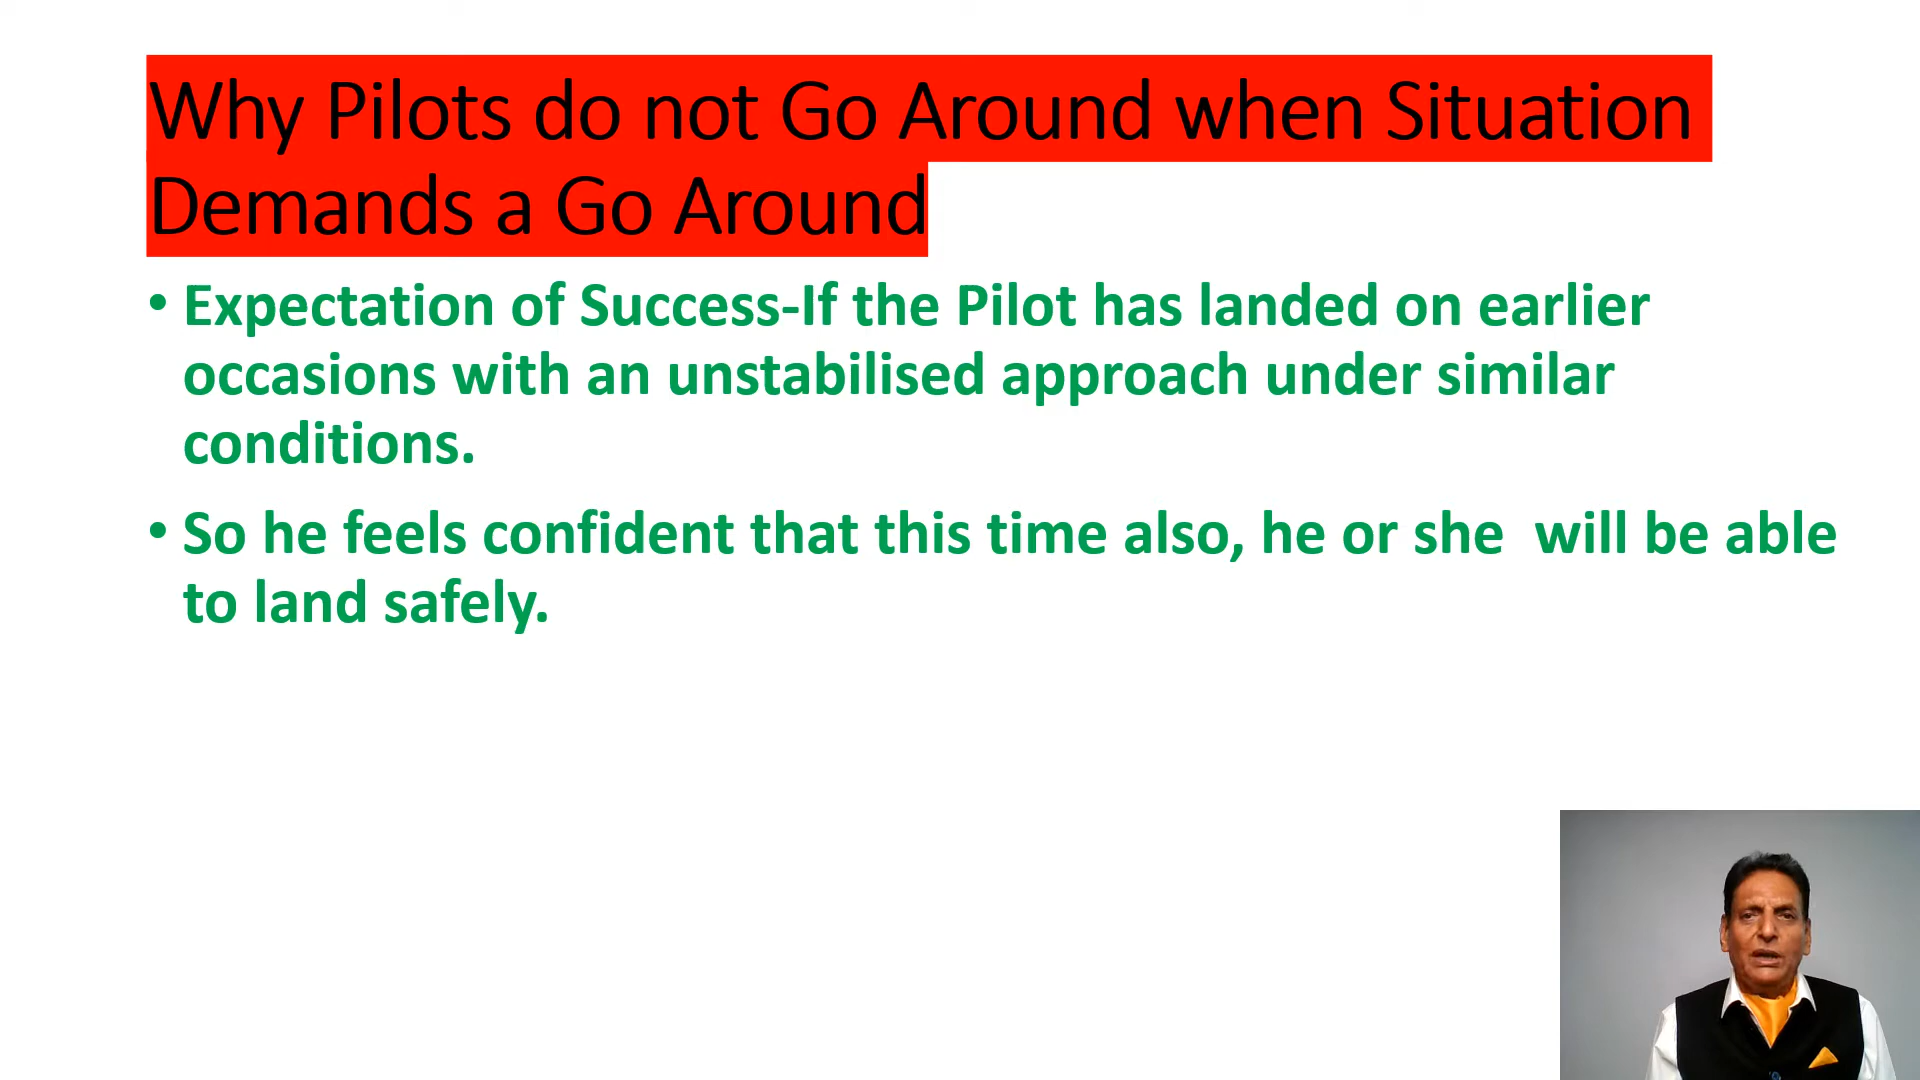 Why Pilots do not Go Around when Situation
Demands a Go Around
• Expectation of Success-If the Pilot has landed on earlier
occasions with an unstabilised approach under similar
conditions.
• So he feels confident that this time also, he or she  will be able
to land safely.